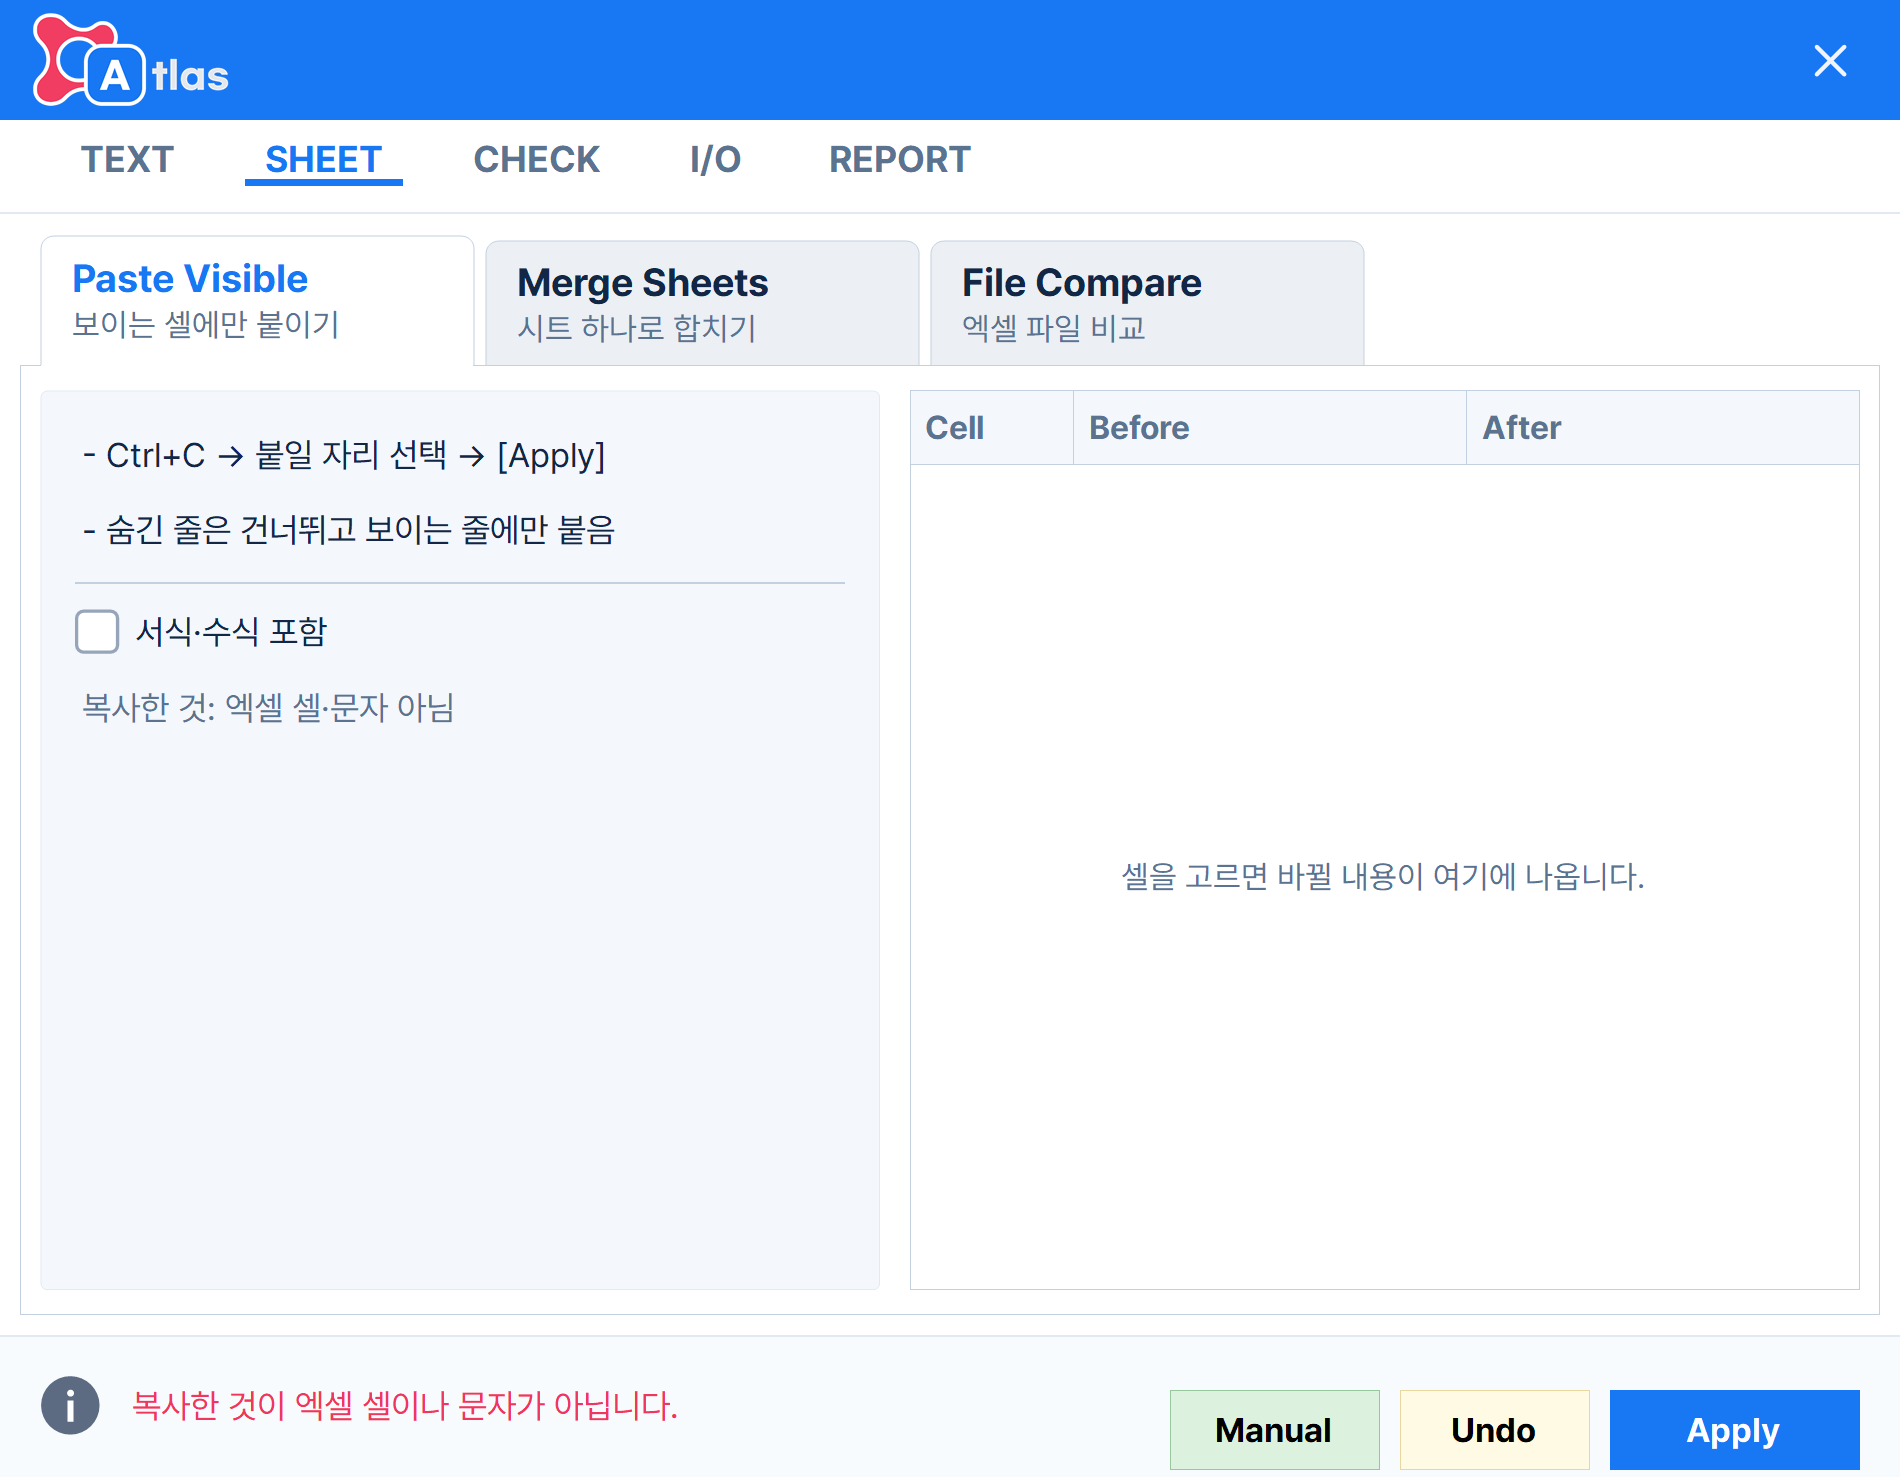 Atlas
TEXT SHEET CHECK I/O REPORT
Paste Visible
보이는 셀에만 붙이기
Merge Sheets
시트 하나로 합치기
File Compare
엑셀 파일 비교
- Ctrl+C → 붙일 자리 선택 → [Apply]
- 숨긴 줄은 건너뛰고 보이는 줄에만 붙음
서식·수식 포함
복사한 것: 엑셀 셀·문자 아님
Cell Before After
셀을 고르면 바뀔 내용이 여기에 나옵니다.
복사한 것이 엑셀 셀이나 문자가 아닙니다.
Manual Undo Apply